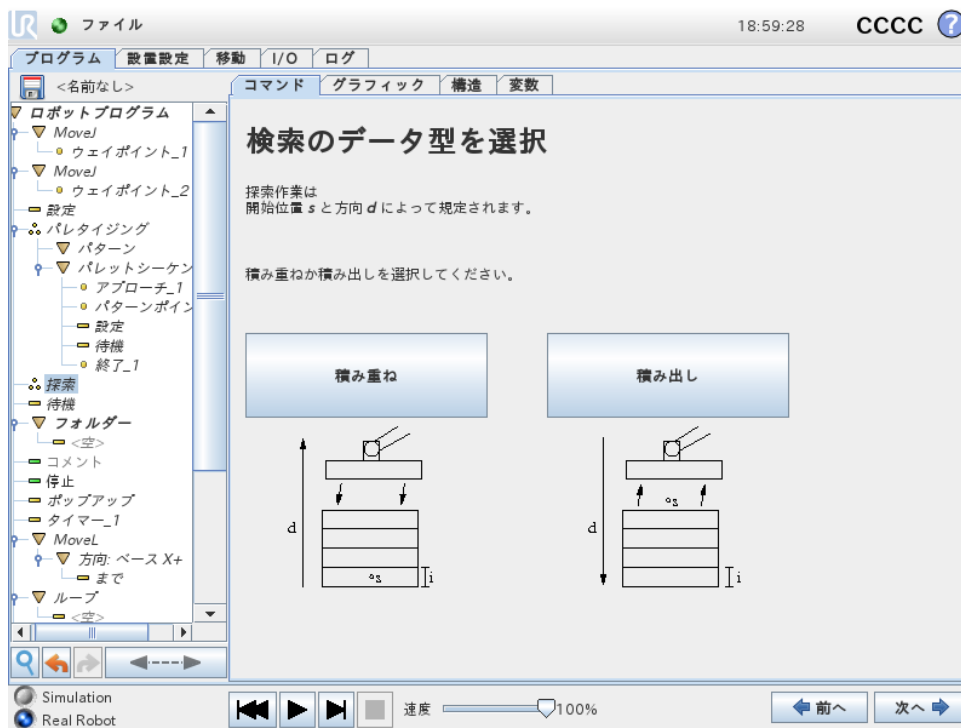 UR ファイル 18:59:28 CCCC ?
プログラム 設置設定 移動 I/O ログ
<名前なし>
コマンド グラフィック 構造 変数
ロボットプログラム
MoveJ
ウェイポイント_1
MoveJ
ウェイポイント_2
設定
パレタイジング
パターン
パレットシーケン
アプローチ_1
パターンポイン
設定
待機
終了_1
探索
待機
フォルダー
<空>
コメント
停止
ポップアップ
タイマー_1
MoveL
方向: ベース X+
まで
ループ
<空>
検索のデータ型を選択
探索作業は
開始位置 s と方向 d によって規定されます。
積み重ねか積み出しを選択してください。
積み重ね 積み出し
d s i
d s i
Simulation
Real Robot
速度 100%
前へ 次へ